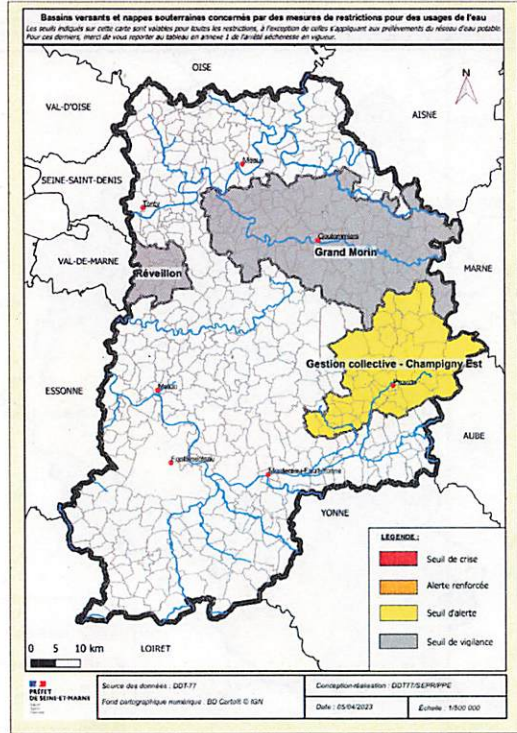 Bassins versants et nappes souterraines concernés par des mesures de restrictions pour des usages de l'eau
Les seuils indiqués sur cette carte sont valables pour toutes les restrictions, à l'exception de celles s'appliquant aux prélèvements du réseau d'eau potable.
Pour ces derniers, merci de vous reporter au tableau en annexe 1 de l'arrêté sécheresse en vigueur.
OISE
N
VAL-D'OISE
AISNE
Meaux
SEINE-SAINT-DENIS
Torcy
Coulommiers
Grand Morin
VAL-DE-MARNE
Réveillon
MARNE
Gestion collective - Champigny Est
Provins
ESSONNE
Melun
AUBE
Fontainebleau
Montereau-Fault-Yonne
YONNE
LEGENDE :
Seuil de crise
Alerte renforcée
Seuil d'alerte
Seuil de vigilance
0 5 10 km
LOIRET
PRÉFET
DE SEINE-ET-MARNE
Source des données : DDT-77
Fond cartographique numérique : BD Carto® © IGN
Conception-réalisation : DDT77/SEPR/PPE
Date : 05/04/2023
Echelle : 1/500 000